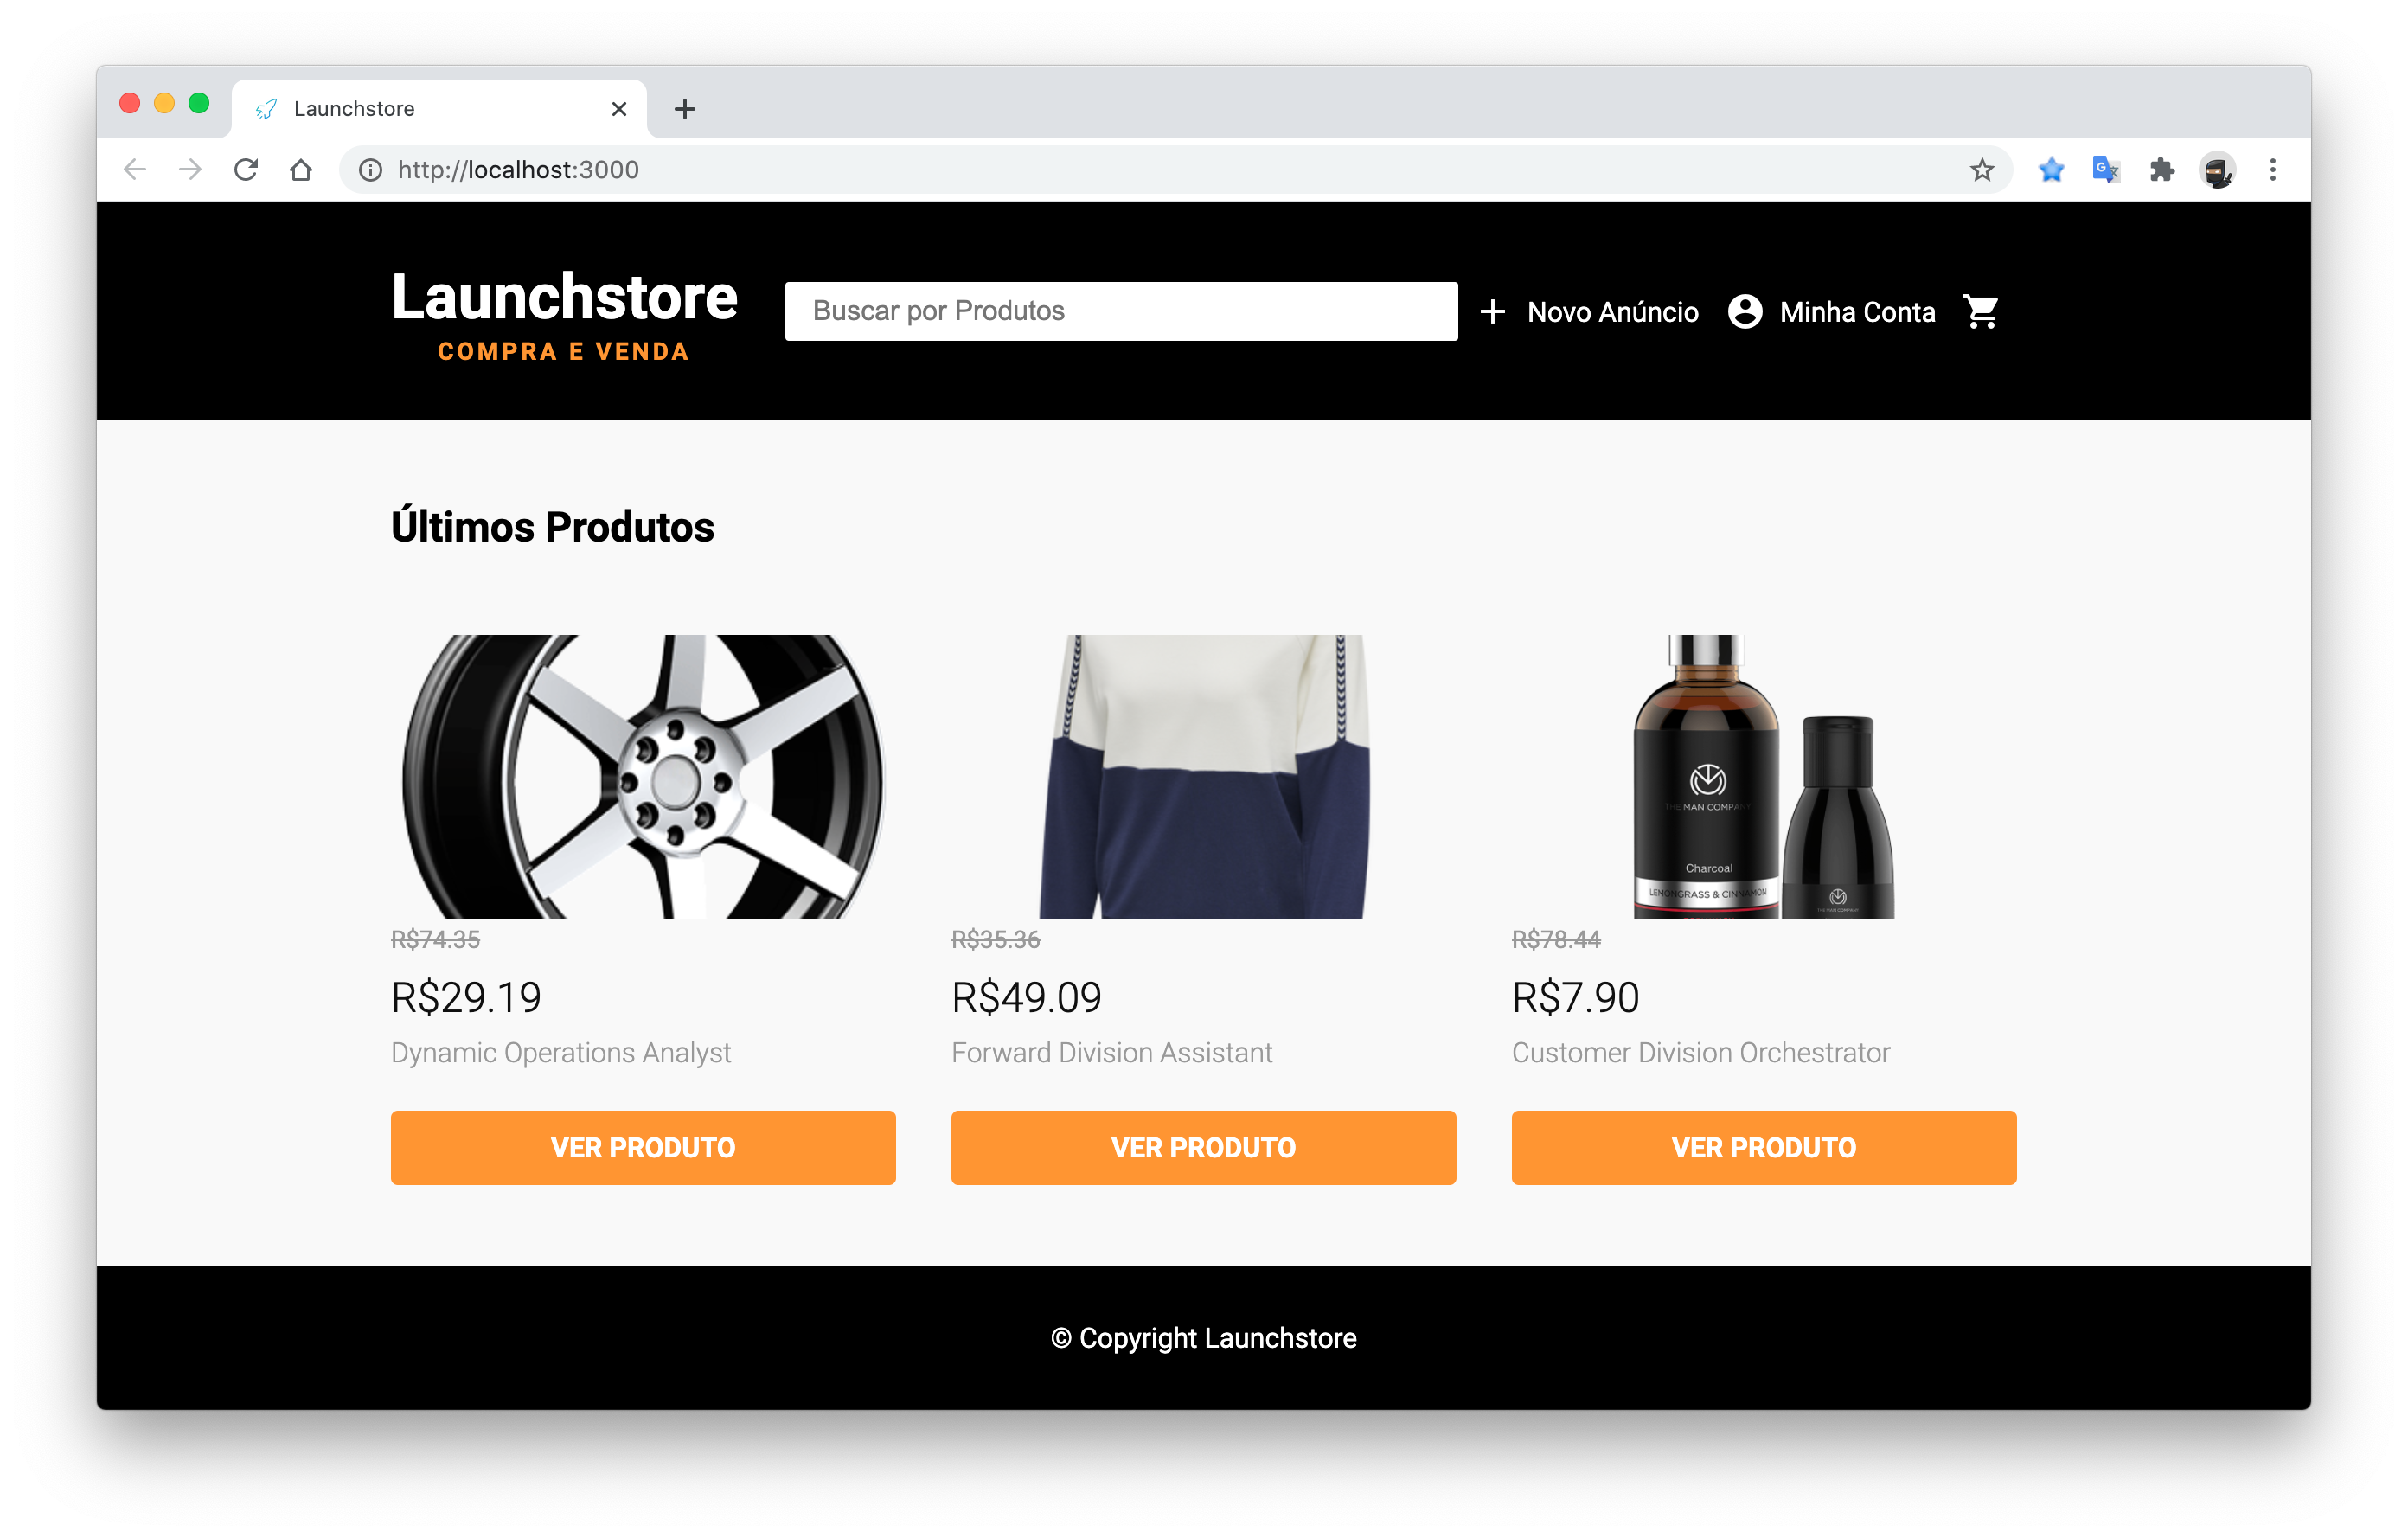 Launchstore
http://localhost:3000
Launchstore
COMPRA E VENDA
Buscar por Produtos
Novo Anúncio
Minha Conta
Últimos Produtos
THE MAN COMPANY
Charcoal
LEMONGRASS & CINNAMON
THE MAN COMPANY
R$74.35
R$35.36
R$78.44
R$29.19
R$49.09
R$7.90
Dynamic Operations Analyst
Forward Division Assistant
Customer Division Orchestrator
VER PRODUTO
VER PRODUTO
VER PRODUTO
© Copyright Launchstore